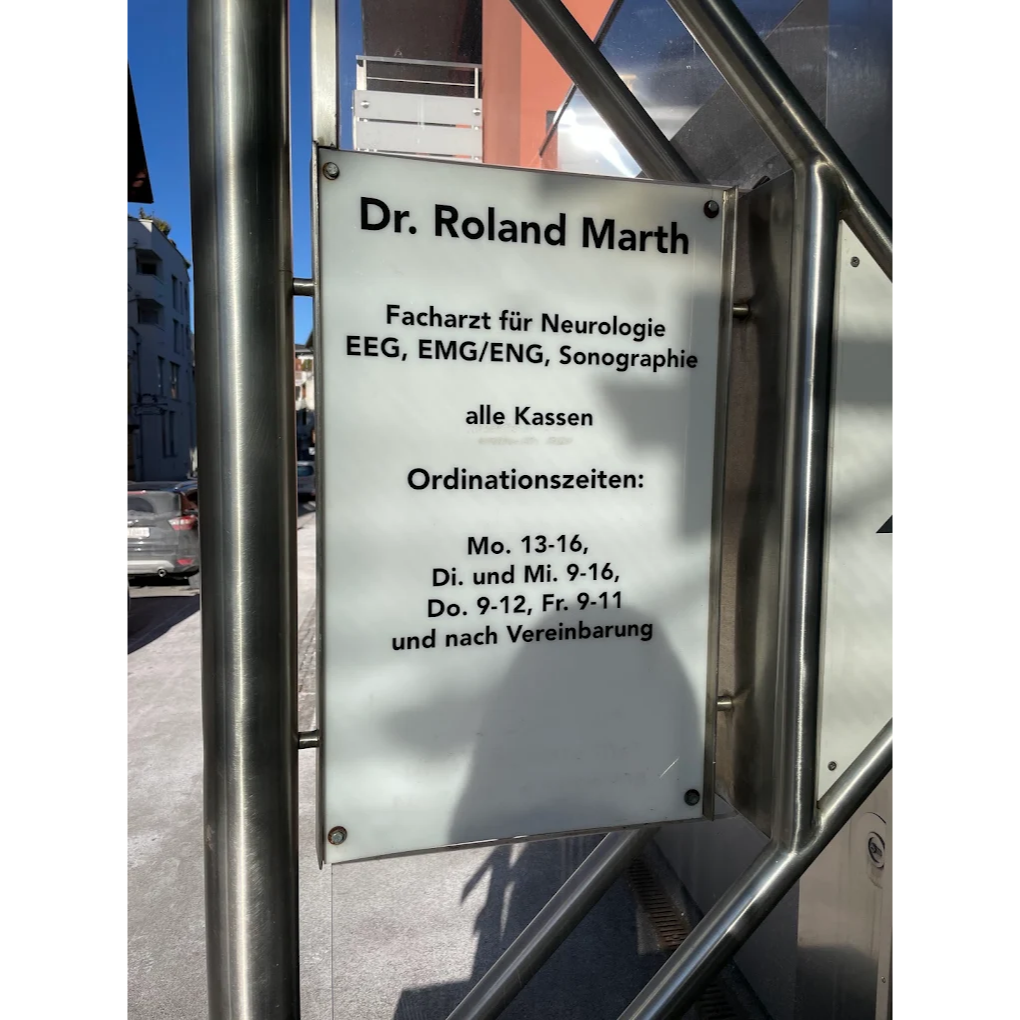 Dr. Roland Marth
Facharzt für Neurologie
EEG, EMG/ENG, Sonographie
alle Kassen
Ordinationszeiten:
Mo. 13-16,
Di. und Mi. 9-16,
Do. 9-12, Fr. 9-11
und nach Vereinbarung